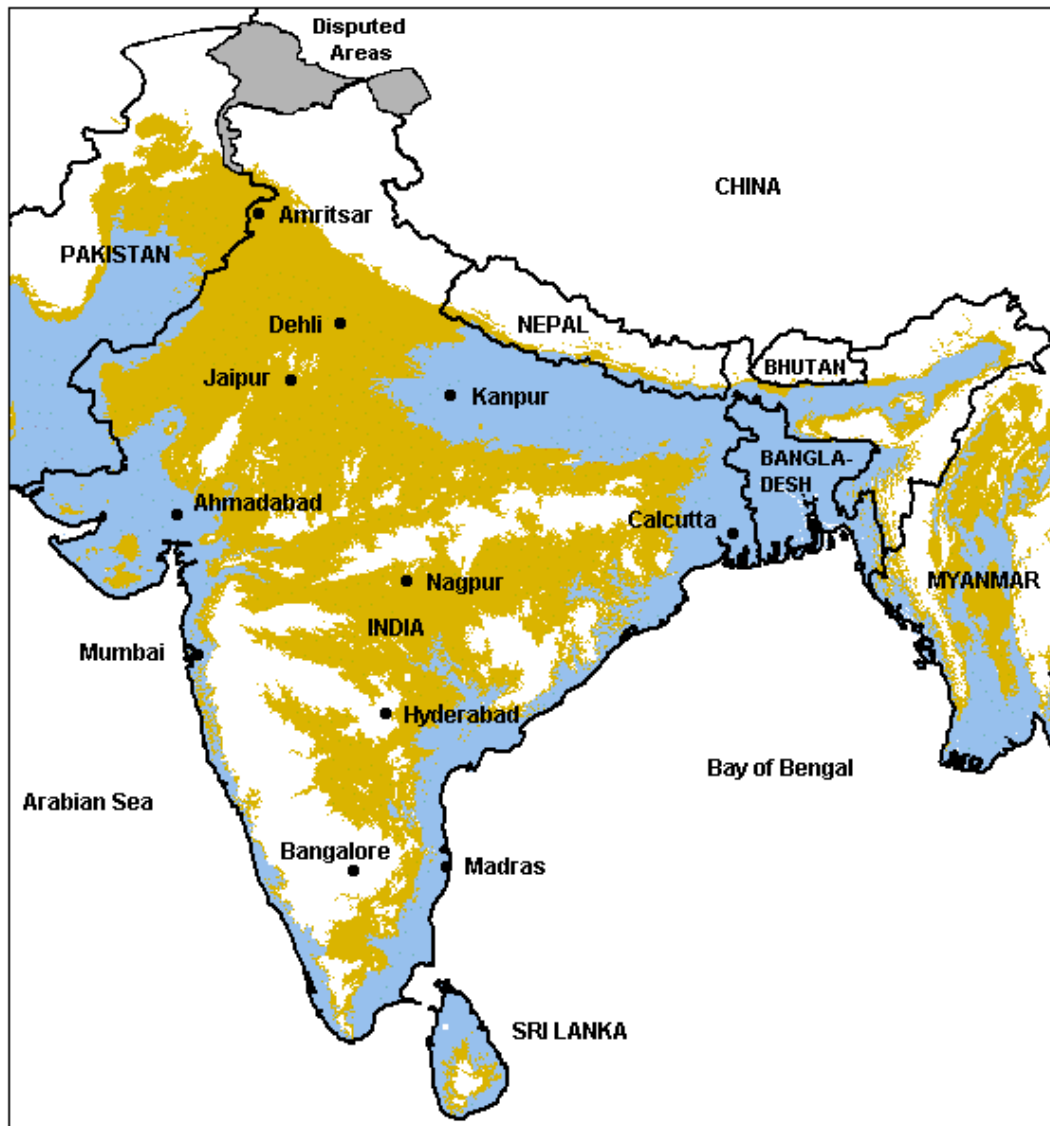 Disputed
Areas
CHINA
Amritsar
PAKISTAN
Dehli
NEPAL
BHUTAN
Jaipur
Kanpur
BANGLA-
DESH
Ahmadabad
Calcutta
Nagpur
MYANMAR
INDIA
Mumbai
Hyderabad
Bay of Bengal
Arabian Sea
Bangalore
Madras
SRI LANKA